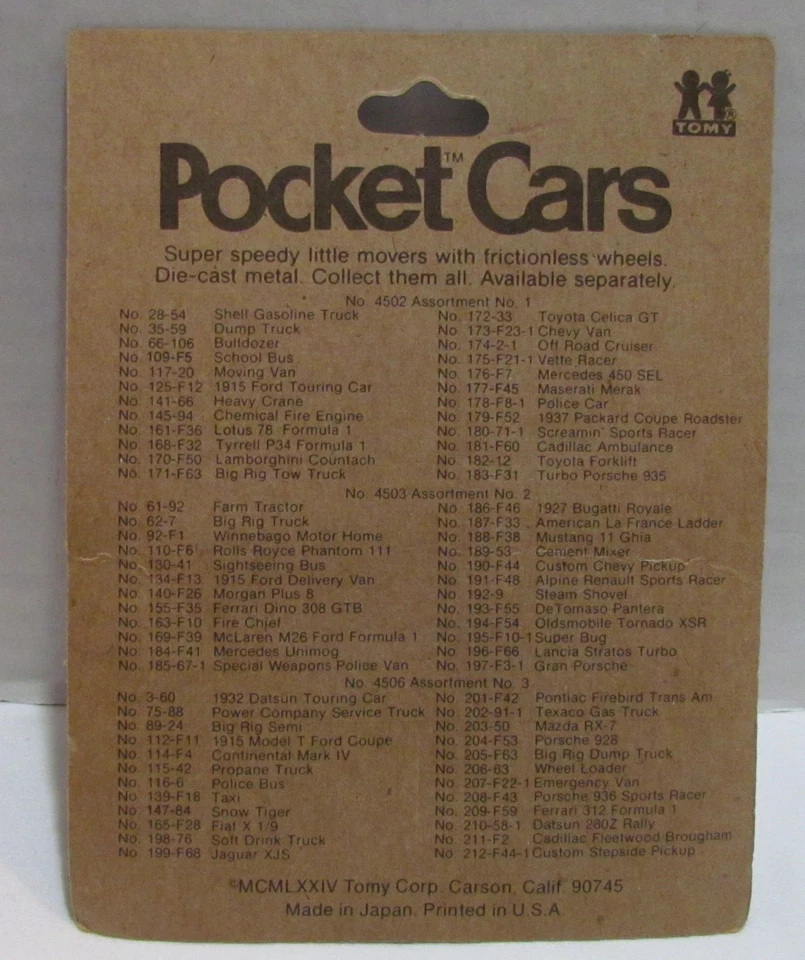 TOMY
Pocket™ Cars
Super speedy little movers with frictionless wheels.
Die-cast metal. Collect them all. Available separately.
No. 4502 Assortment No. 1
No. 28-54 Shell Gasoline Truck
No. 35-59 Dump Truck
No. 66-106 Bulldozer
No. 109-F5 School Bus
No. 117-20 Moving Van
No. 125-F12 1915 Ford Touring Car
No. 141-66 Heavy Crane
No. 145-94 Chemical Fire Engine
No. 161-F36 Lotus 78 Formula 1
No. 168-F32 Tyrrell P34 Formula 1
No. 170-F50 Lamborghini Countach
No. 171-F63 Big Rig Tow Truck
No. 172-33 Toyota Celica GT
No. 173-F23-1 Chevy Van
No. 174-2-1 Off Road Cruiser
No. 175-F21-1 Vette Racer
No. 176-F7 Mercedes 450 SEL
No. 177-F45 Maserati Merak
No. 178-F8-1 Police Car
No. 179-F52 1937 Packard Coupe Roadster
No. 180-71-1 Screamin' Sports Racer
No. 181-F60 Cadillac Ambulance
No. 182-12 Toyota Forklift
No. 183-F31 Turbo Porsche 935
No. 4503 Assortment No. 2
No. 61-92 Farm Tractor
No. 62-7 Big Rig Truck
No. 92-F1 Winnebago Motor Home
No. 110-F6 Rolls Royce Phantom 111
No. 130-41 Sightseeing Bus
No. 134-F13 1915 Ford Delivery Van
No. 140-F26 Morgan Plus 8
No. 155-F35 Ferrari Dino 308 GTB
No. 163-F10 Fire Chief
No. 169-F39 McLaren M26 Ford Formula 1
No. 184-F41 Mercedes Unimog
No. 185-67-1 Special Weapons Police Van
No. 186-F46 1927 Bugatti Royale
No. 187-F33 American La France Ladder
No. 188-F38 Mustang 11 Ghia
No. 189-53 Cement Mixer
No. 190-F44 Custom Chevy Pickup
No. 191-F48 Alpine Renault Sports Racer
No. 192-9 Steam Shovel
No. 193-F55 DeTomaso Pantera
No. 194-F54 Oldsmobile Tornado XSR
No. 195-F10-1 Super Bug
No. 196-F66 Lancia Stratos Turbo
No. 197-F3-1 Gran Porsche
No. 4506 Assortment No. 3
No. 3-60 1932 Datsun Touring Car
No. 75-88 Power Company Service Truck
No. 89-24 Big Rig Semi
No. 112-F11 1915 Model T Ford Coupe
No. 114-F4 Continental Mark IV
No. 115-42 Propane Truck
No. 116-6 Police Bus
No. 139-F18 Taxi
No. 147-84 Snow Tiger
No. 165-F28 Fiat X 1/9
No. 198-76 Soft Drink Truck
No. 199-F68 Jaguar XJS
No. 201-F42 Pontiac Firebird Trans Am
No. 202-91-1 Texaco Gas Truck
No. 203-50 Mazda RX-7
No. 204-F53 Porsche 928
No. 205-F63 Big Rig Dump Truck
No. 206-63 Wheel Loader
No. 207-F22-1 Emergency Van
No. 208-F43 Porsche 936 Sports Racer
No. 209-F59 Ferrari 312 Formula 1
No. 210-58-1 Datsun 280Z Rally
No. 211-F2 Cadillac Fleetwood Brougham
No. 212-F44-1 Custom Stepside Pickup
©MCMLXXIV Tomy Corp. Carson, Calif. 90745
Made in Japan. Printed in U.S.A